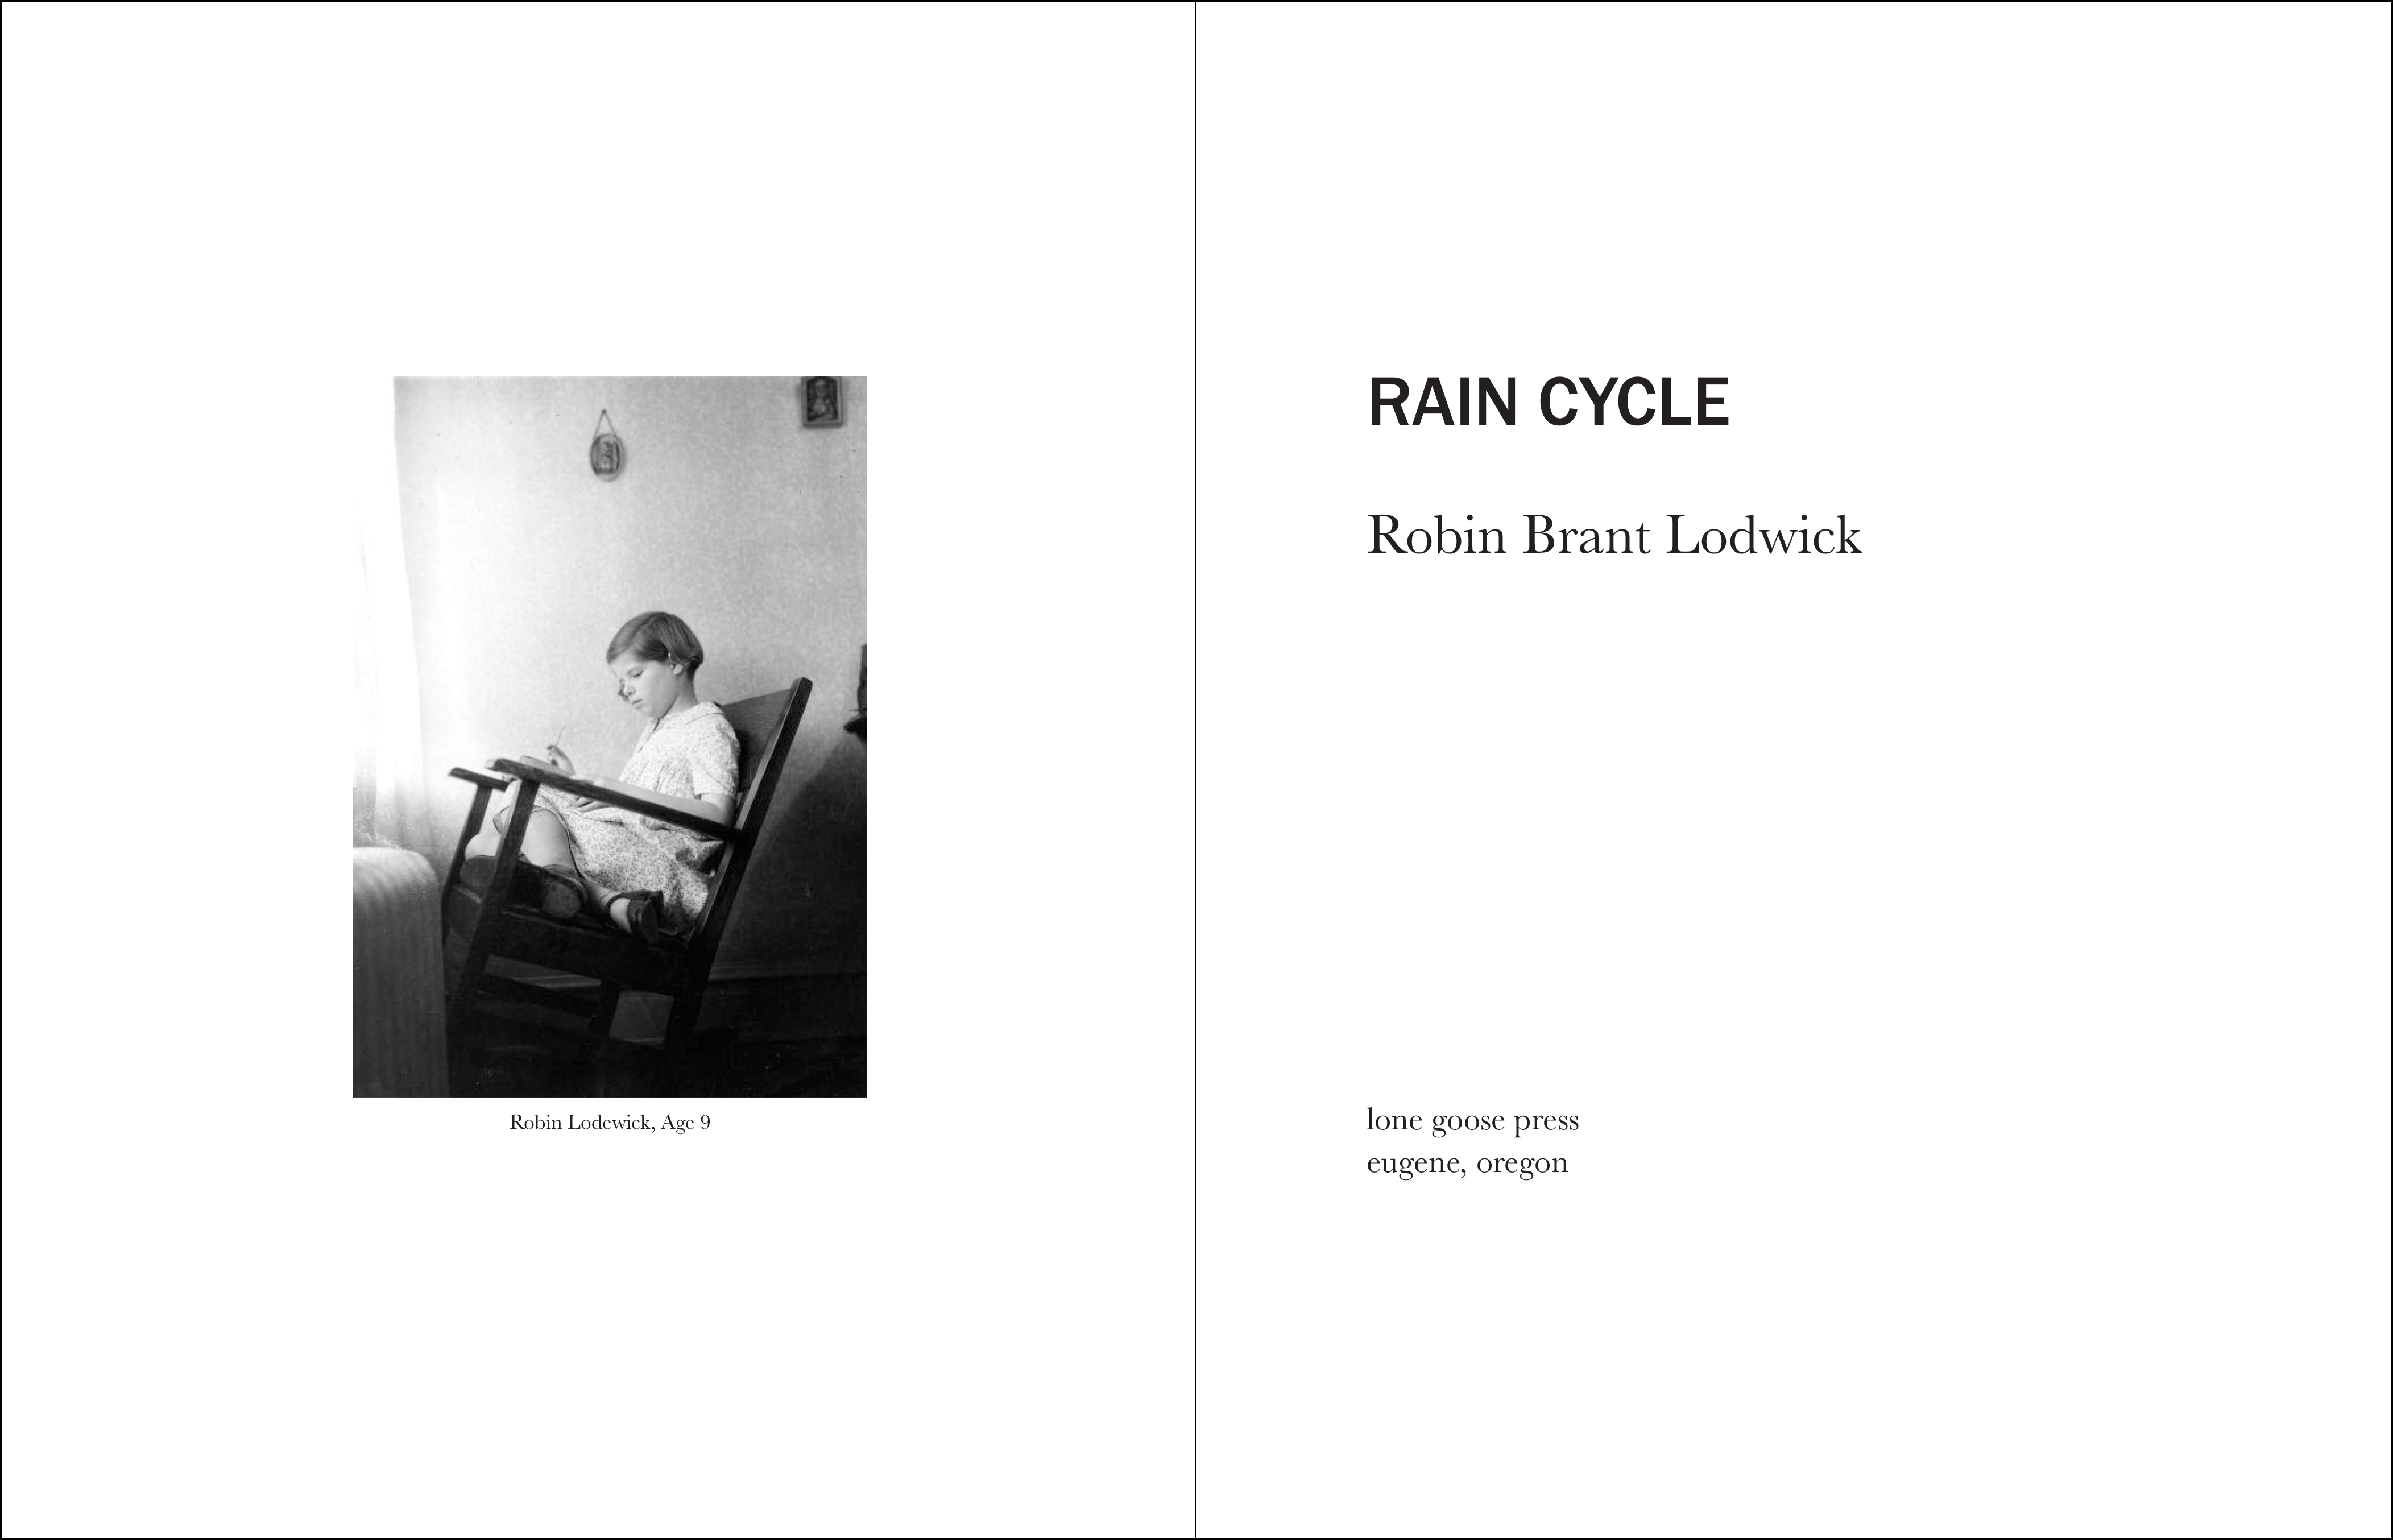 Robin Lodewick, Age 9
RAIN CYCLE
Robin Brant Lodwick
lone goose press
eugene, oregon